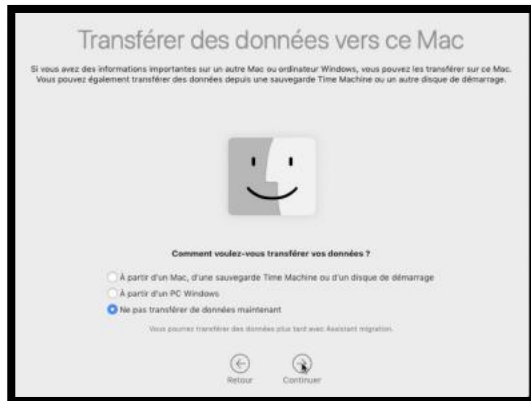 Transférer des données vers ce Mac
Si vous avez des informations importantes sur un autre Mac ou ordinateur Windows, vous pouvez les transférer sur ce Mac.
Vous pouvez également transférer des données depuis une sauvegarde Time Machine ou un autre disque de démarrage.
Comment voulez-vous transférer vos données ?
À partir d'un Mac, d'une sauvegarde Time Machine ou d'un disque de démarrage
À partir d'un PC Windows
Ne pas transférer de données maintenant
Vous pourrez transférer des données plus tard avec Assistant migration.
Retour
Continuer